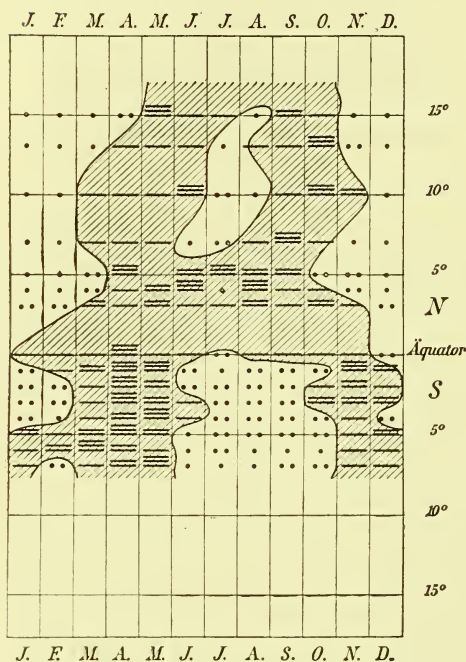 J. F. M. A. M. J. J. A. S. O. N. D.
15°
10°
5°
N
Äquator
S
5°
10°
15°
J. F. M. A. M. J. J. A. S. O. N. D.